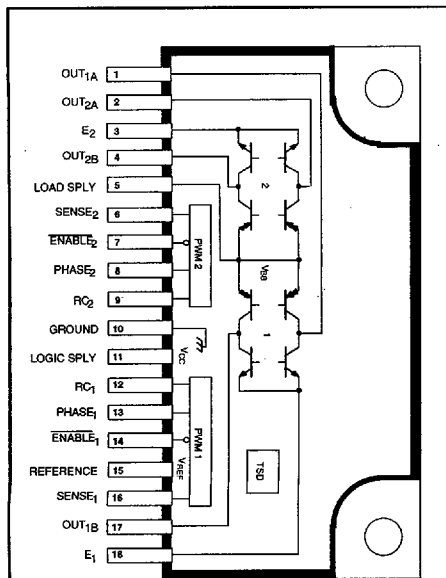 OUT1A 1
OUT2A 2
E2 3
OUT2B 4
LOAD SPLY 5
SENSE2 6
ENABLE2 7
PHASE2 8
RC2 9
GROUND 10
LOGIC SPLY 11
RC1 12
PHASE1 13
ENABLE1 14
REFERENCE 15
SENSE1 16
OUT1B 17
E1 18
PWM 2
VCC
PWM 1
VREF
2
VBB
1
TSD